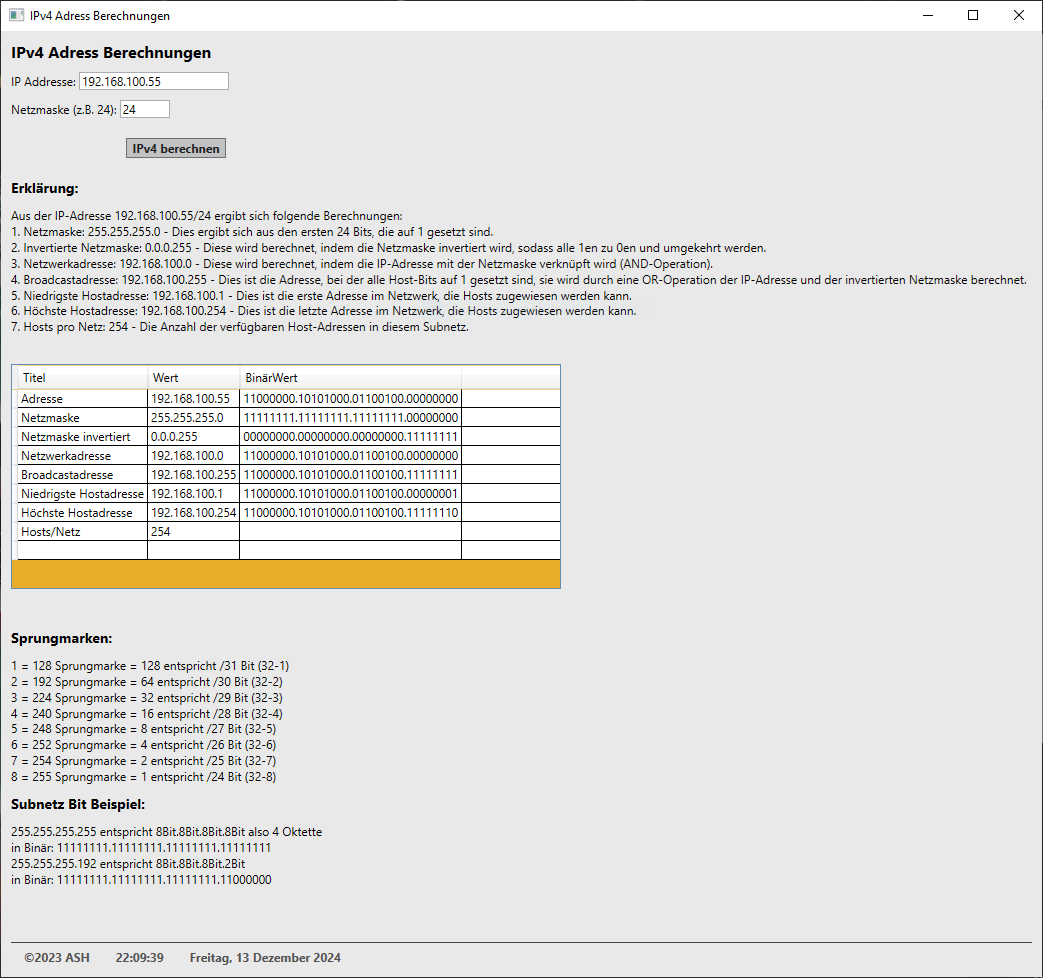 IPv4 Adress Berechnungen
IPv4 Adress Berechnungen
IP Addresse: 192.168.100.55
Netzmaske (z.B. 24): 24
IPv4 berechnen
Erklärung:
Aus der IP-Adresse 192.168.100.55/24 ergibt sich folgende Berechnungen:
1. Netzmaske: 255.255.255.0 - Dies ergibt sich aus den ersten 24 Bits, die auf 1 gesetzt sind.
2. Invertierte Netzmaske: 0.0.0.255 - Diese wird berechnet, indem die Netzmaske invertiert wird, sodass alle 1en zu 0en und umgekehrt werden.
3. Netzwerkadresse: 192.168.100.0 - Diese wird berechnet, indem die IP-Adresse mit der Netzmaske verknüpft wird (AND-Operation).
4. Broadcastadresse: 192.168.100.255 - Dies ist die Adresse, bei der alle Host-Bits auf 1 gesetzt sind, sie wird durch eine OR-Operation der IP-Adresse und der invertierten Netzmaske berechnet.
5. Niedrigste Hostadresse: 192.168.100.1 - Dies ist die erste Adresse im Netzwerk, die Hosts zugewiesen werden kann.
6. Höchste Hostadresse: 192.168.100.254 - Dies ist die letzte Adresse im Netzwerk, die Hosts zugewiesen werden kann.
7. Hosts pro Netz: 254 - Die Anzahl der verfügbaren Host-Adressen in diesem Subnetz.
Titel Wert BinärWert
Adresse 192.168.100.55 11000000.10101000.01100100.00000000
Netzmaske 255.255.255.0 11111111.11111111.11111111.00000000
Netzmaske invertiert 0.0.0.255 00000000.00000000.00000000.11111111
Netzwerkadresse 192.168.100.0 11000000.10101000.01100100.00000000
Broadcastadresse 192.168.100.255 11000000.10101000.01100100.11111111
Niedrigste Hostadresse 192.168.100.1 11000000.10101000.01100100.00000001
Höchste Hostadresse 192.168.100.254 11000000.10101000.01100100.11111110
Hosts/Netz 254
Sprungmarken:
1 = 128 Sprungmarke = 128 entspricht /31 Bit (32-1)
2 = 192 Sprungmarke = 64 entspricht /30 Bit (32-2)
3 = 224 Sprungmarke = 32 entspricht /29 Bit (32-3)
4 = 240 Sprungmarke = 16 entspricht /28 Bit (32-4)
5 = 248 Sprungmarke = 8 entspricht /27 Bit (32-5)
6 = 252 Sprungmarke = 4 entspricht /26 Bit (32-6)
7 = 254 Sprungmarke = 2 entspricht /25 Bit (32-7)
8 = 255 Sprungmarke = 1 entspricht /24 Bit (32-8)
Subnetz Bit Beispiel:
255.255.255.255 entspricht 8Bit.8Bit.8Bit.8Bit also 4 Oktette
in Binär: 11111111.11111111.11111111.11111111
255.255.255.192 entspricht 8Bit.8Bit.8Bit.2Bit
in Binär: 11111111.11111111.11111111.11000000
©2023 ASH 22:09:39 Freitag, 13 Dezember 2024